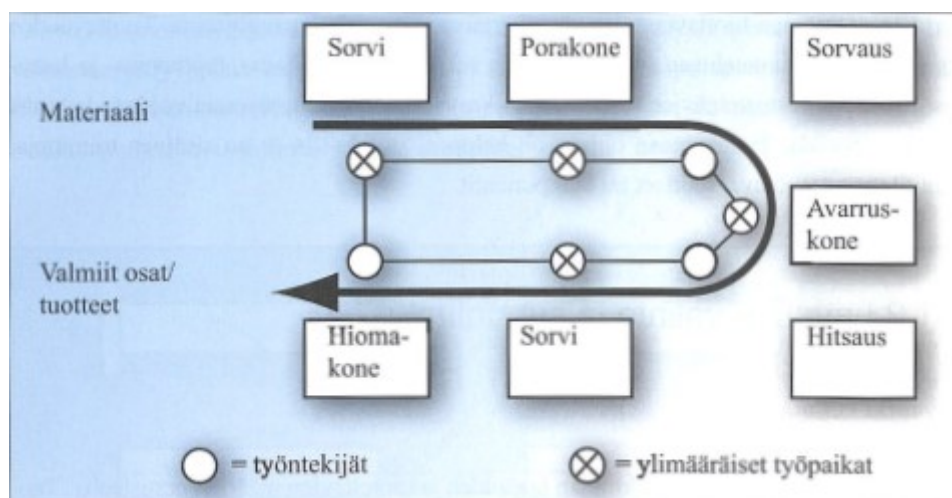 Sorvi
Porakone
Sorvaus
Materiaali
Avarrus-
kone
Valmiit osat/
tuotteet
Hioma-
kone
Sorvi
Hitsaus
= työntekijät
= ylimääräiset työpaikat